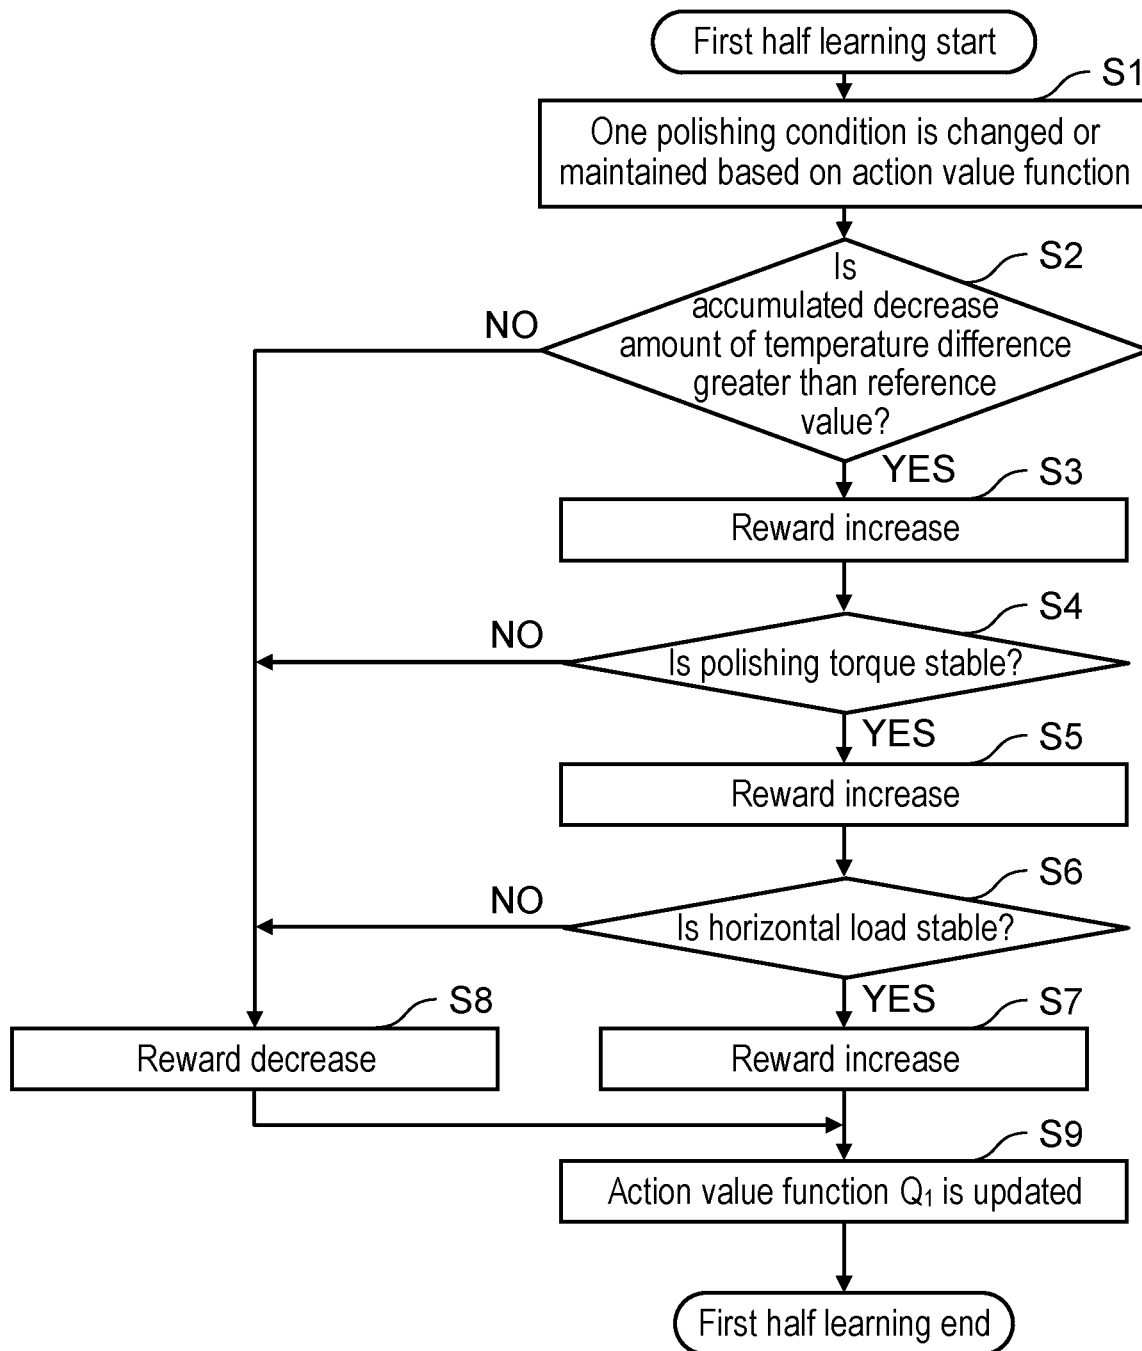 First half learning start
S1
One polishing condition is changed or
maintained based on action value function
S2
Is
accumulated decrease
amount of temperature difference
greater than reference
value?
NO
YES
S3
Reward increase
S4
NO
Is polishing torque stable?
YES
S5
Reward increase
S6
NO
Is horizontal load stable?
YES
S8
S7
Reward decrease
Reward increase
S9
Action value function Q₁ is updated
First half learning end